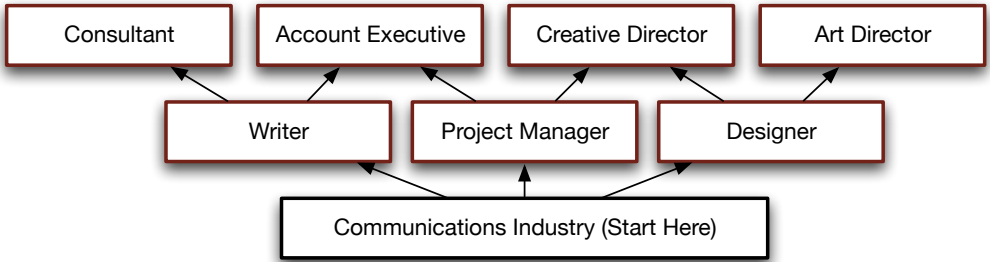 Consultant
Account Executive
Creative Director
Art Director
Writer
Project Manager
Designer
Communications Industry (Start Here)